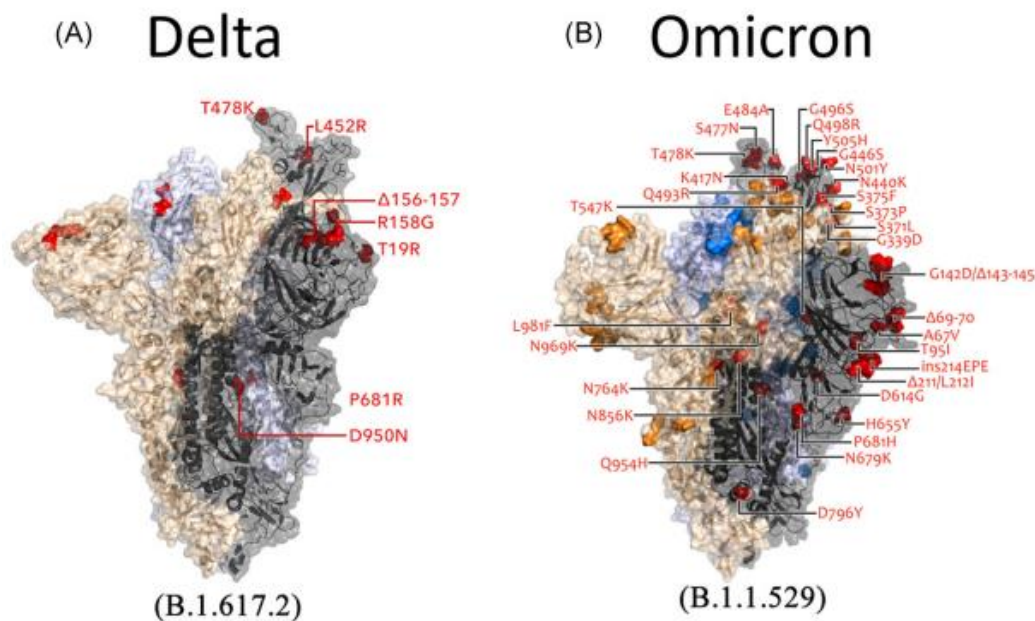 (A) Delta
T478K
L452R
Δ156-157
R158G
T19R
P681R
D950N
(B.1.617.2)
(B) Omicron
E484A
S477N
T478K
K417N
Q493R
T547K
G496S
Q498R
Y505H
G446S
N501Y
N440K
S375F
S373P
S371L
G339D
G142D/Δ143-145
Δ69-70
A67V
T95I
ins214EPE
Δ211/L212I
D614G
H655Y
P681H
N679K
L981F
N969K
N764K
N856K
Q954H
D796Y
(B.1.1.529)